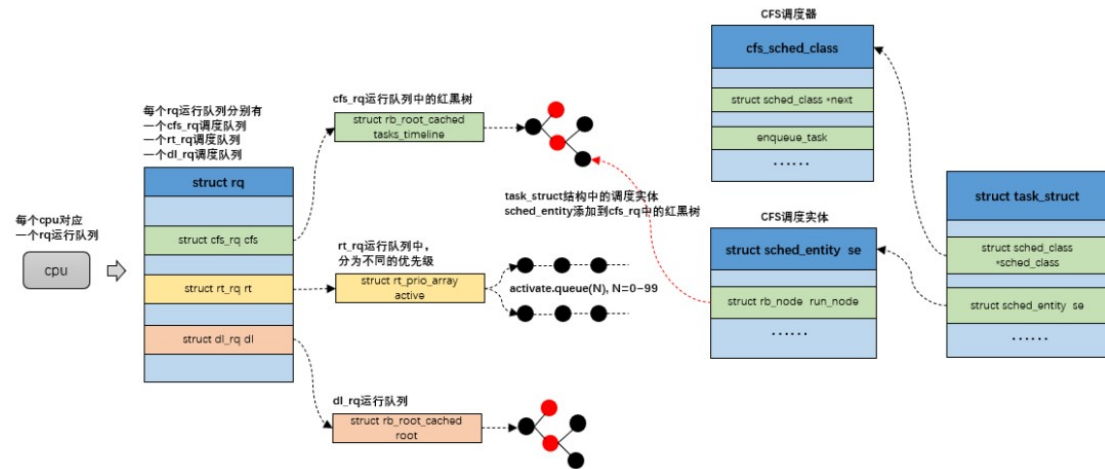 每个cpu对应
一个rq运行队列
cpu
每个rq运行队列分别有
一个cfs_rq调度队列
一个rt_rq调度队列
一个dl_rq调度队列
struct rq
struct cfs_rq cfs
struct rt_rq rt
struct dl_rq dl
cfs_rq运行队列中的红黑树
struct rb_root_cached
tasks_timeline
rt_rq运行队列中，
分为不同的优先级
struct rt_prio_array
active
activate.queue(N), N=0-99
dl_rq运行队列
struct rb_root_cached
root
task_struct结构中的调度实体
sched_entity添加到cfs_rq中的红黑树
CFS调度器
cfs_sched_class
struct sched_class *next
enqueue_task
······
CFS调度实体
struct sched_entity se
struct rb_node run_node
······
struct task_struct
struct sched_class
*sched_class
struct sched_entity se
······